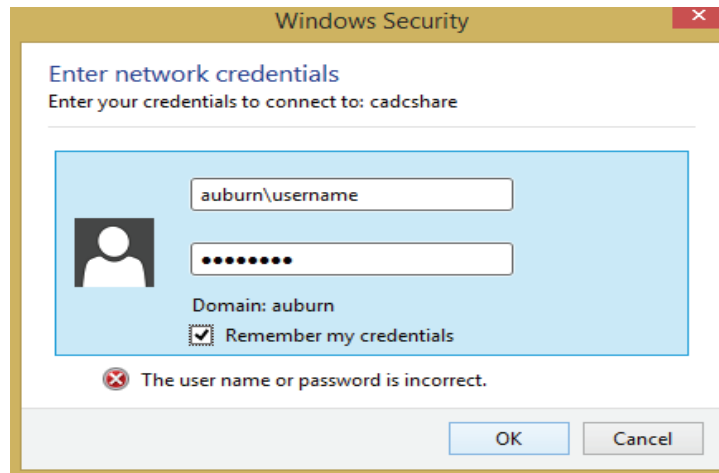 Windows Security
Enter network credentials
Enter your credentials to connect to: cadcshare
auburn\username
●●●●●●●●
Domain: auburn
Remember my credentials
The user name or password is incorrect.
OK
Cancel